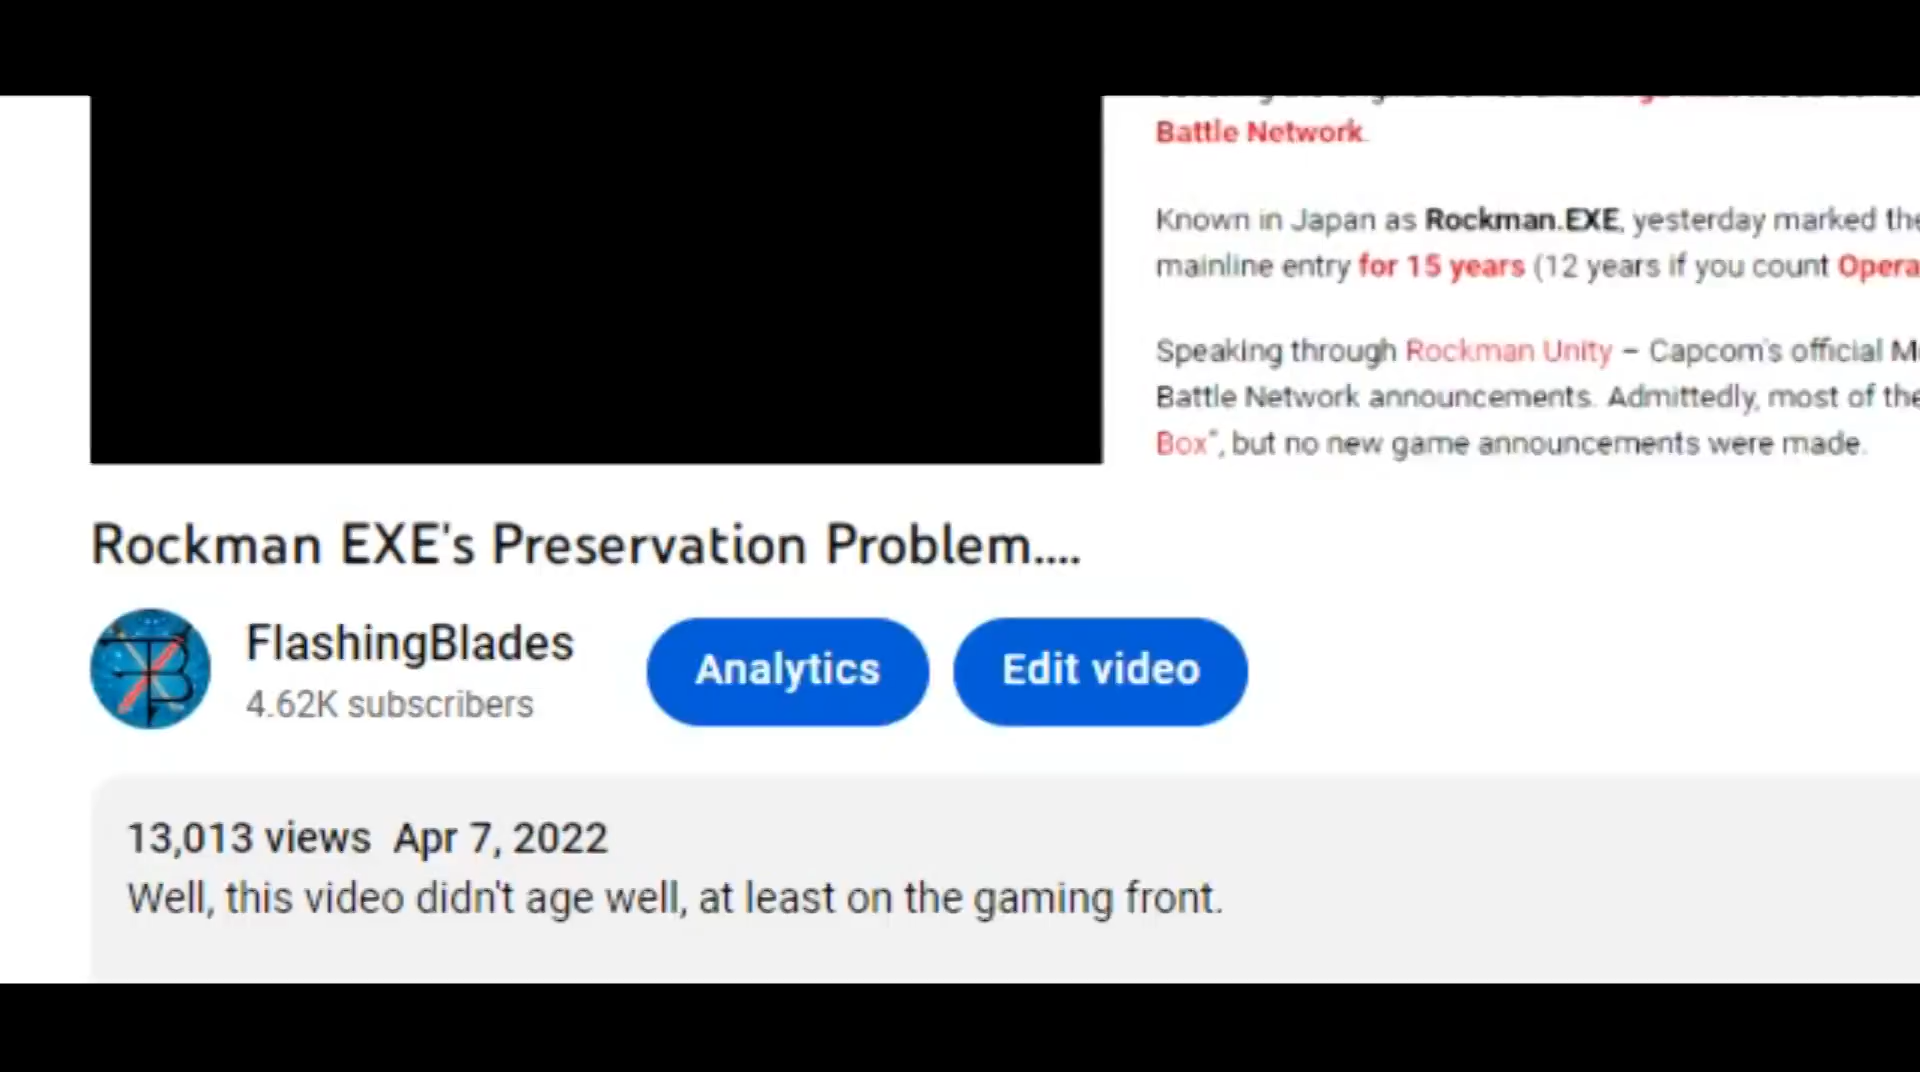 Battle Network.
Known in Japan as Rockman.EXE, yesterday marked the
mainline entry for 15 years (12 years if you count Opera
Speaking through Rockman Unity – Capcom's official M
Battle Network announcements. Admittedly, most of the
Box", but no new game announcements were made.
Rockman EXE's Preservation Problem....
FlashingBlades
4.62K subscribers
Analytics
Edit video
13,013 views Apr 7, 2022
Well, this video didn't age well, at least on the gaming front.